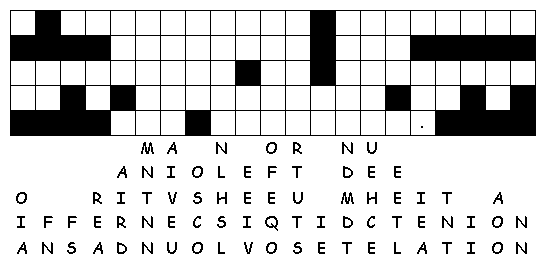 M A N O R N U
A N I O L E F T D E E
O R I T V S H E E U M H E I T A
I F F E R N E C S I Q T I D C T E N I O N
A N S A D N U O L V O S E T E L A T I O N